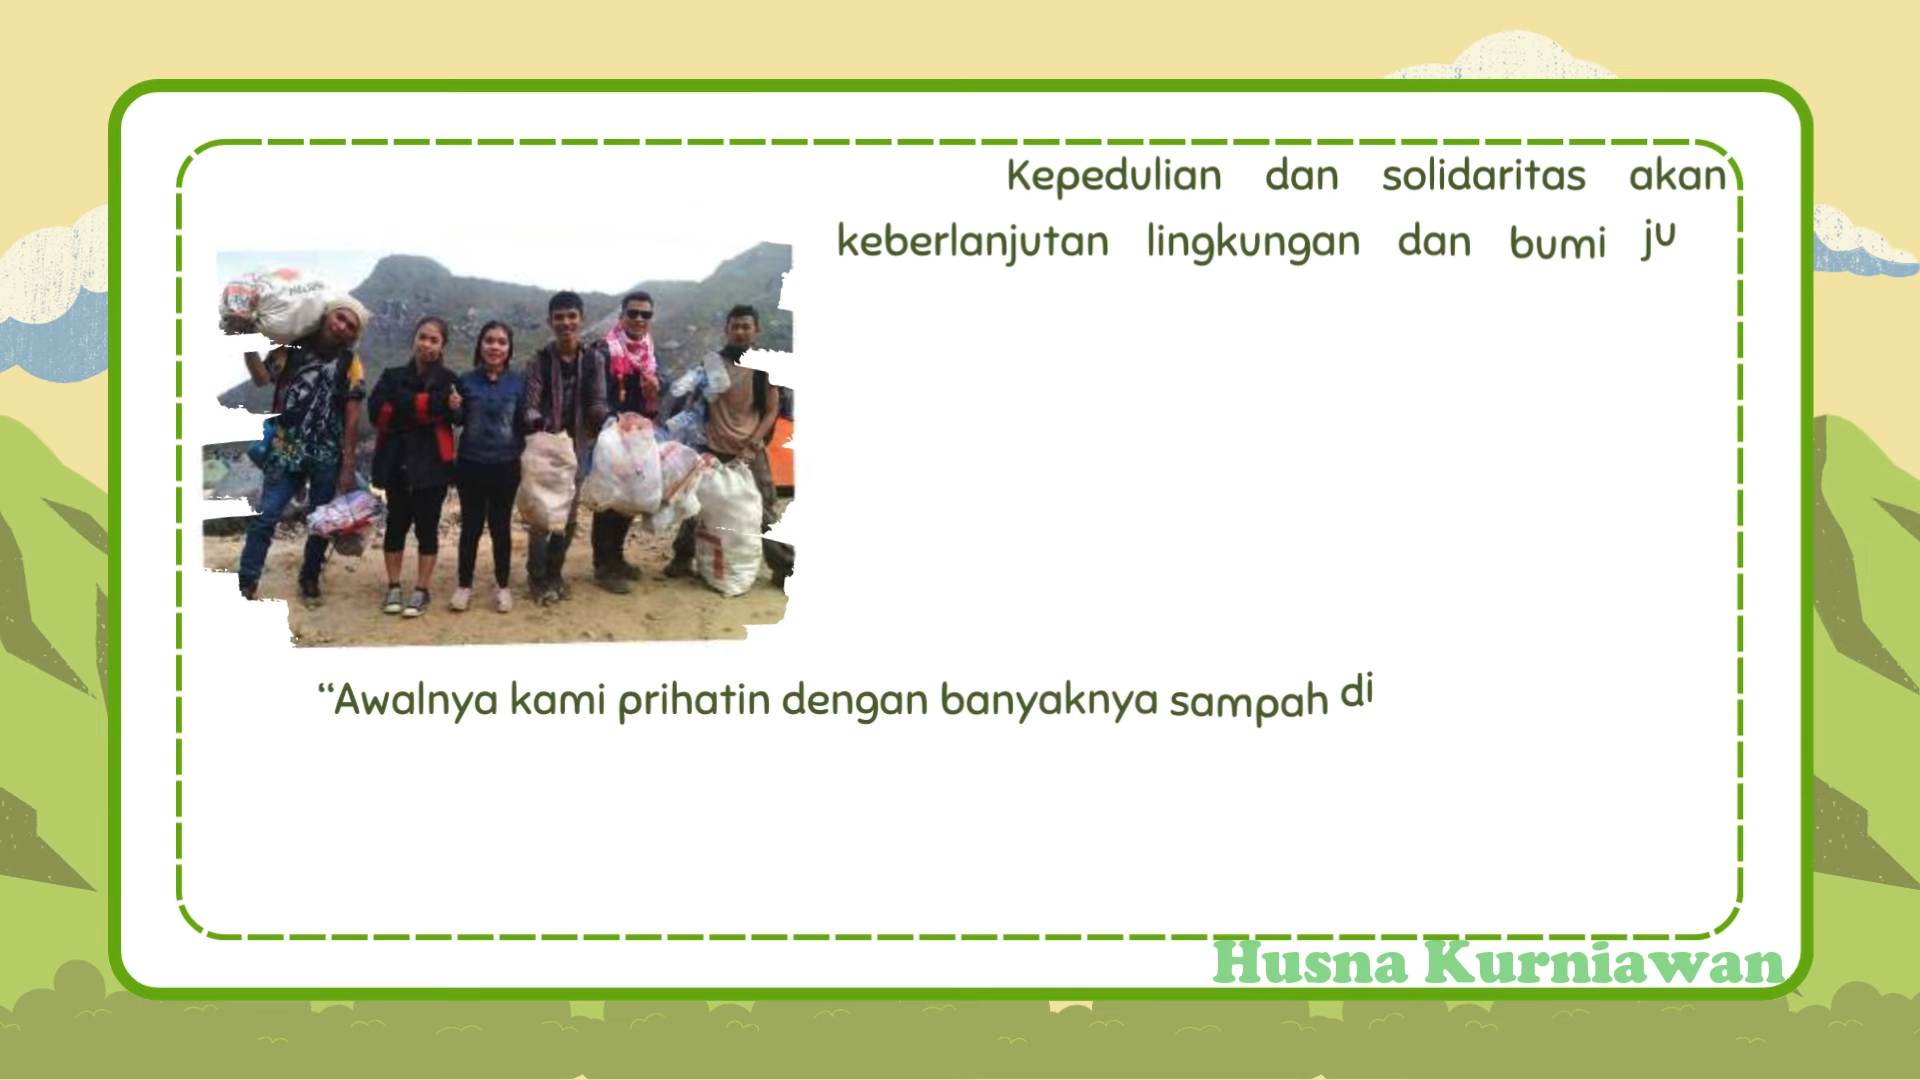 Kepedulian dan solidaritas akan
keberlanjutan lingkungan dan bumi ju
“Awalnya kami prihatin dengan banyaknya sampah di
Husna Kurniawan